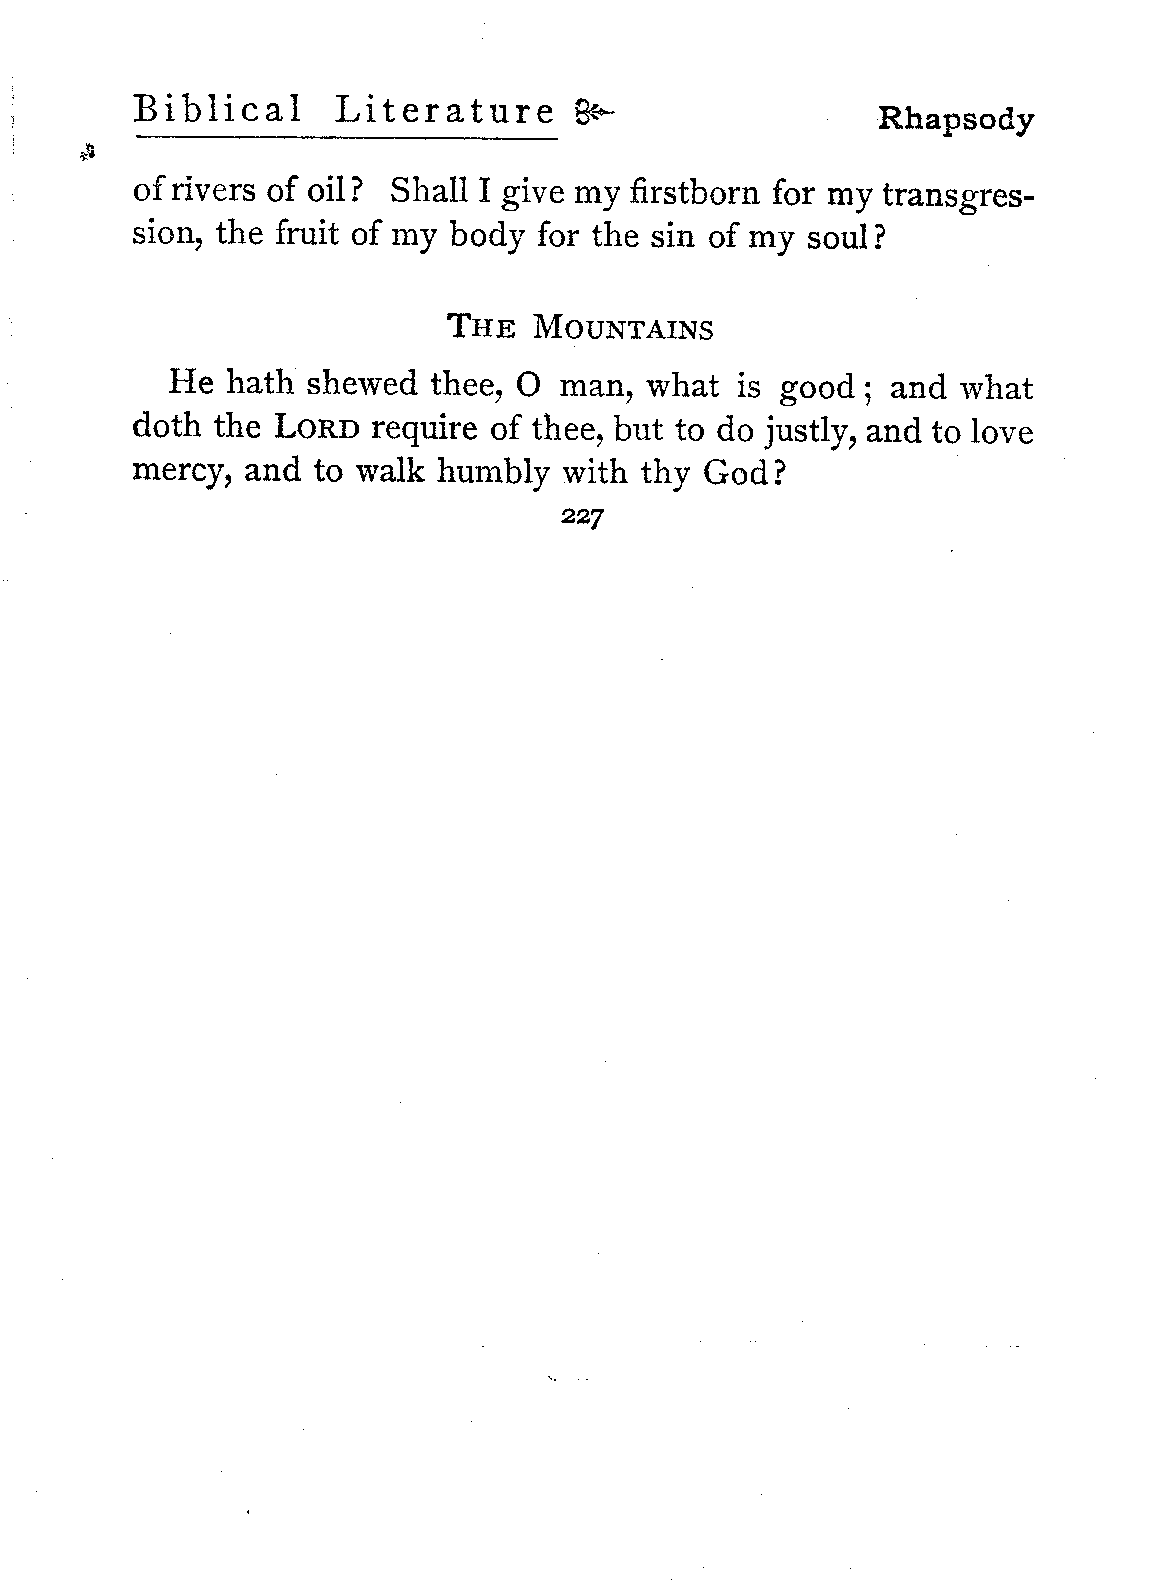 Biblical Literature Rhapsody
of rivers of oil? Shall I give my firstborn for my transgres-
sion, the fruit of my body for the sin of my soul?
THE MOUNTAINS
He hath shewed thee, O man, what is good; and what
doth the LORD require of thee, but to do justly, and to love
mercy, and to walk humbly with thy God?
227